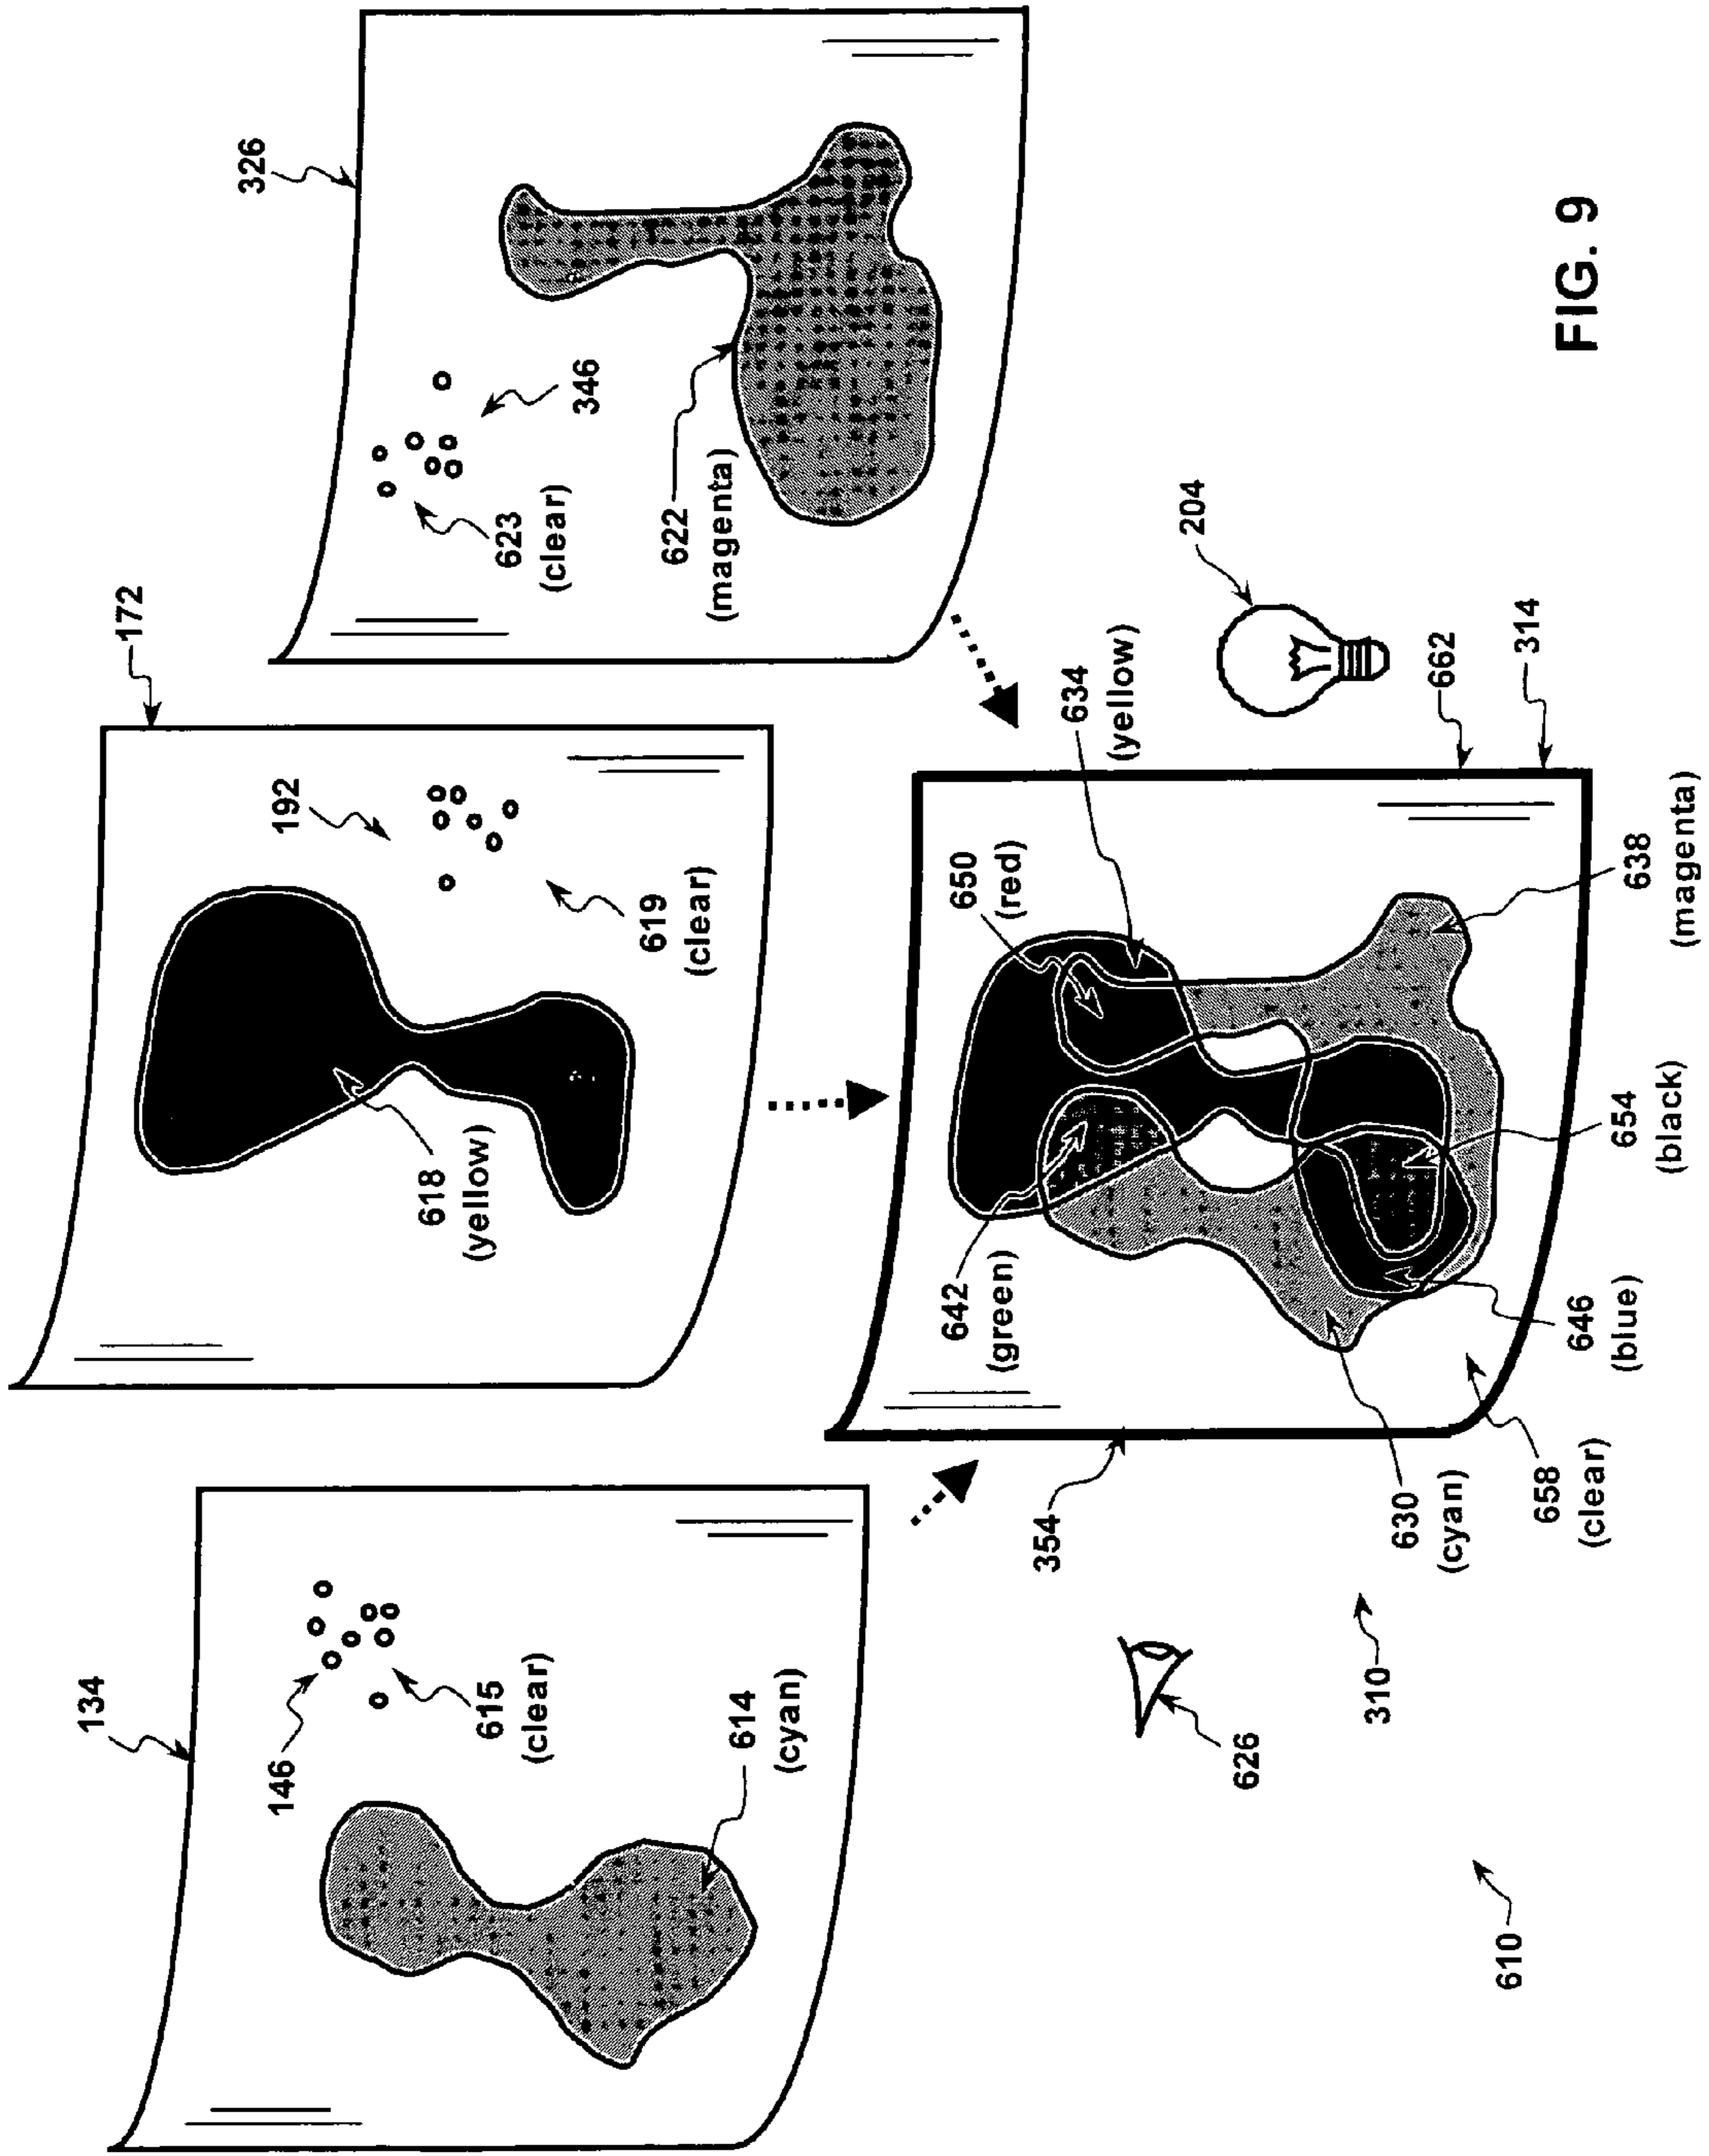 134
146
615
(clear)
614
(cyan)
172
192
619
(clear)
618
(yellow)
326
346
623
(clear)
622
(magenta)
204
650
(red)
634
(yellow)
642
(green)
354
662
314
638
(magenta)
654
(black)
646
(blue)
630
(cyan)
658
(clear)
626
310
610
FIG. 9